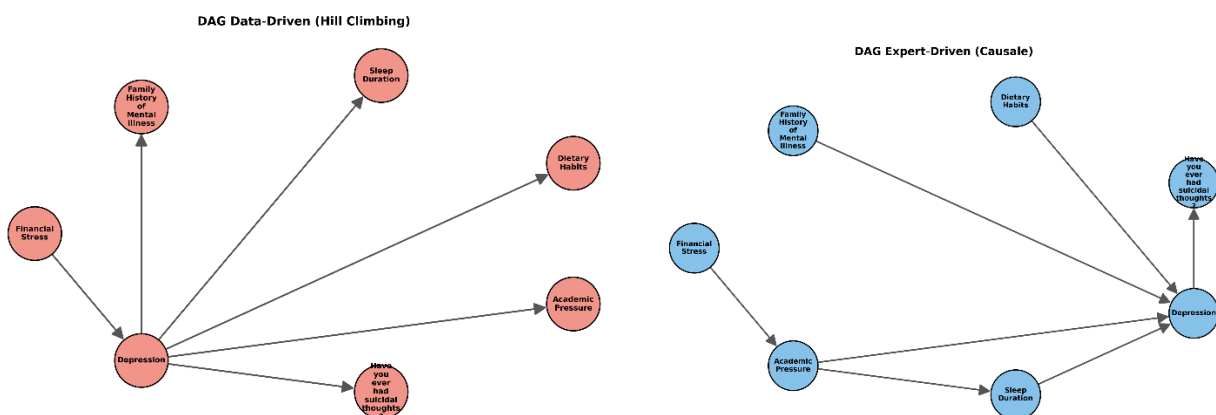 DAG Data-Driven (Hill Climbing)
Sleep
Duration
Family
History
of
Mental
Illness
Dietary
Habits
Financial
Stress
Academic
Pressure
Depression
Have
you
ever
had
suicidal
thoughts
?
DAG Expert-Driven (Causale)
Dietary
Habits
Family
History
of
Mental
Illness
Have
you
ever
had
suicidal
thoughts
?
Financial
Stress
Depression
Academic
Pressure
Sleep
Duration